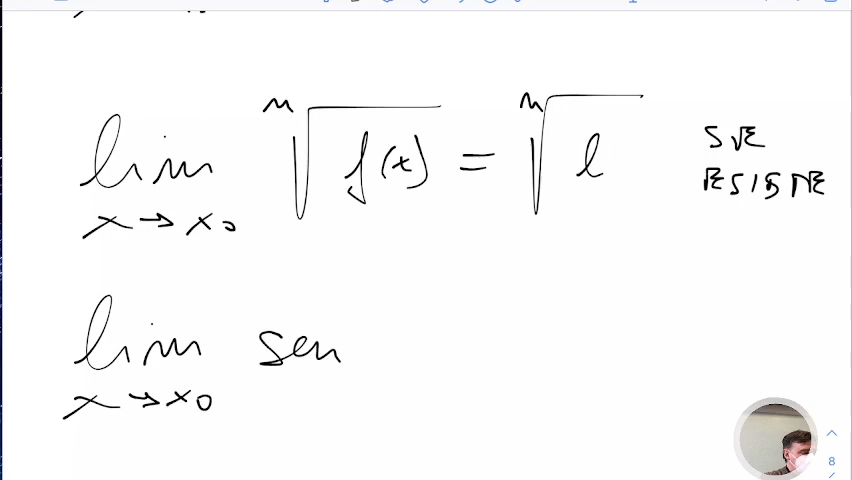 lim ⁿ√f(x) = ⁿ√l SE
x→x₀ ESISTE
lim sen
x→x₀
8